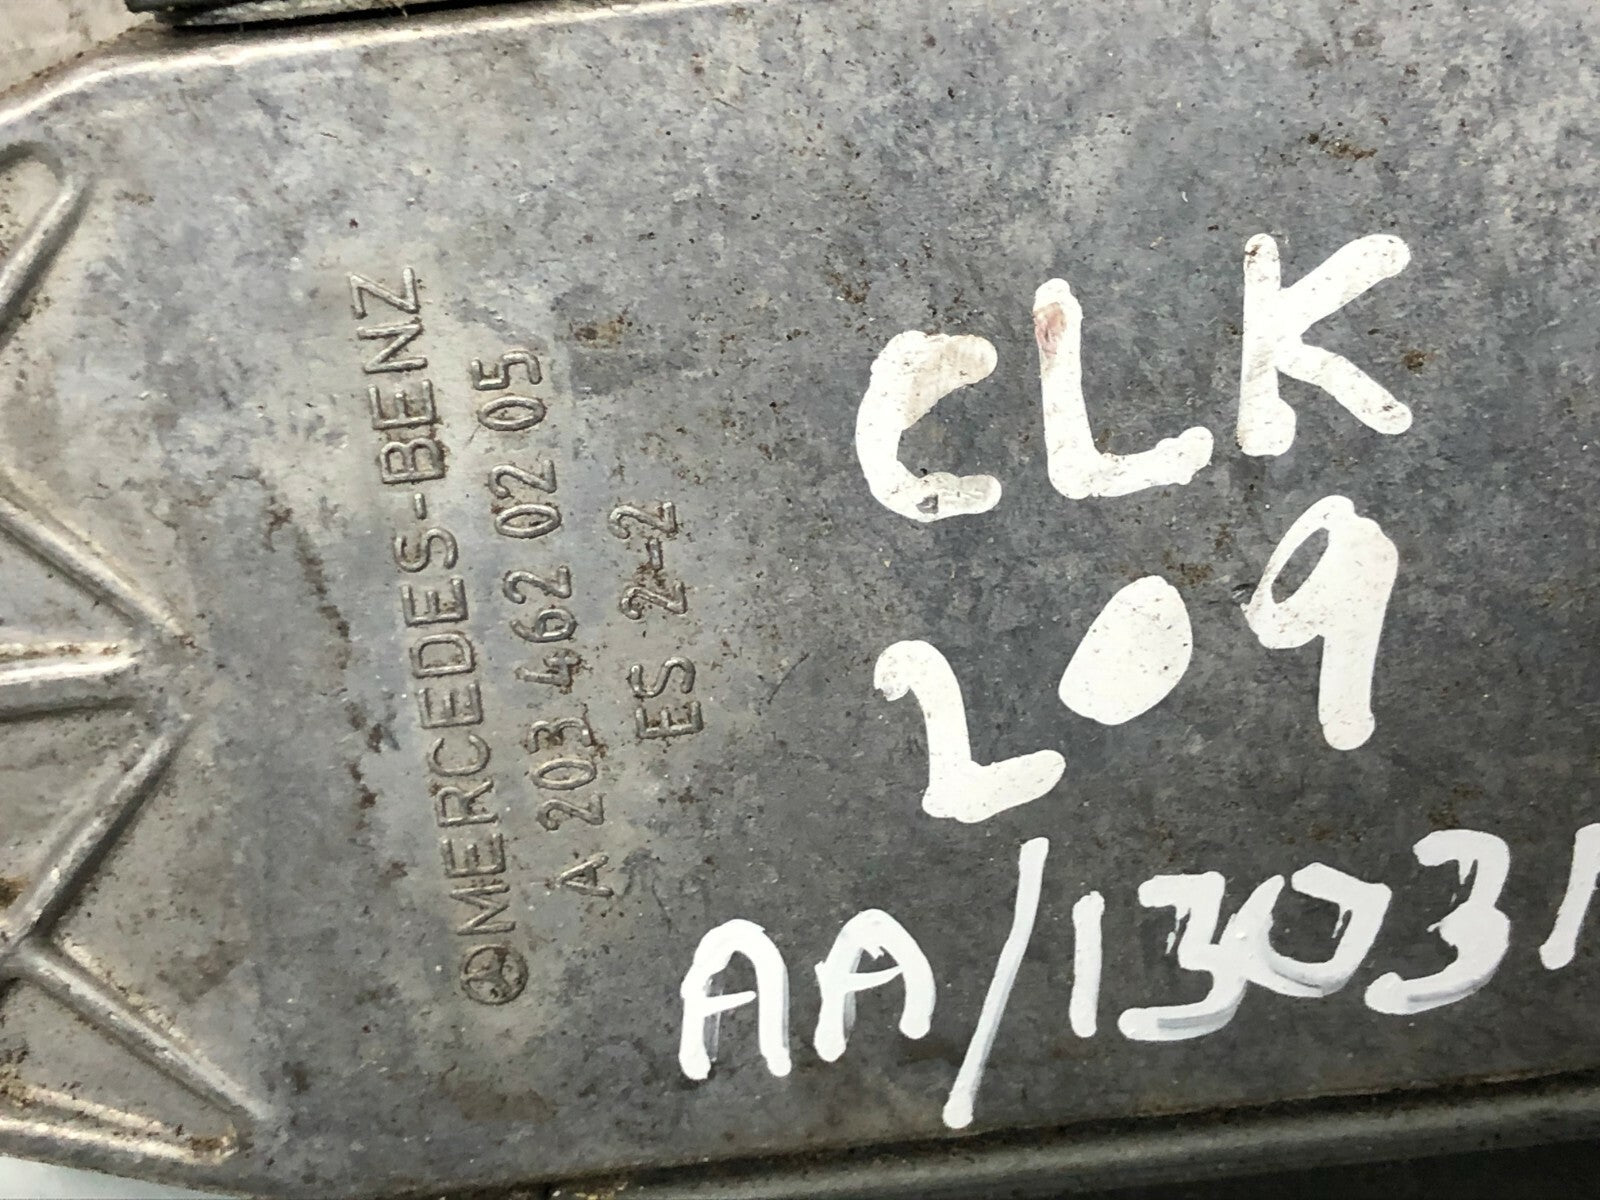 MERCEDES-BENZ
A 203 462 02 05
ES 2-2
CLK
209
AA/13031